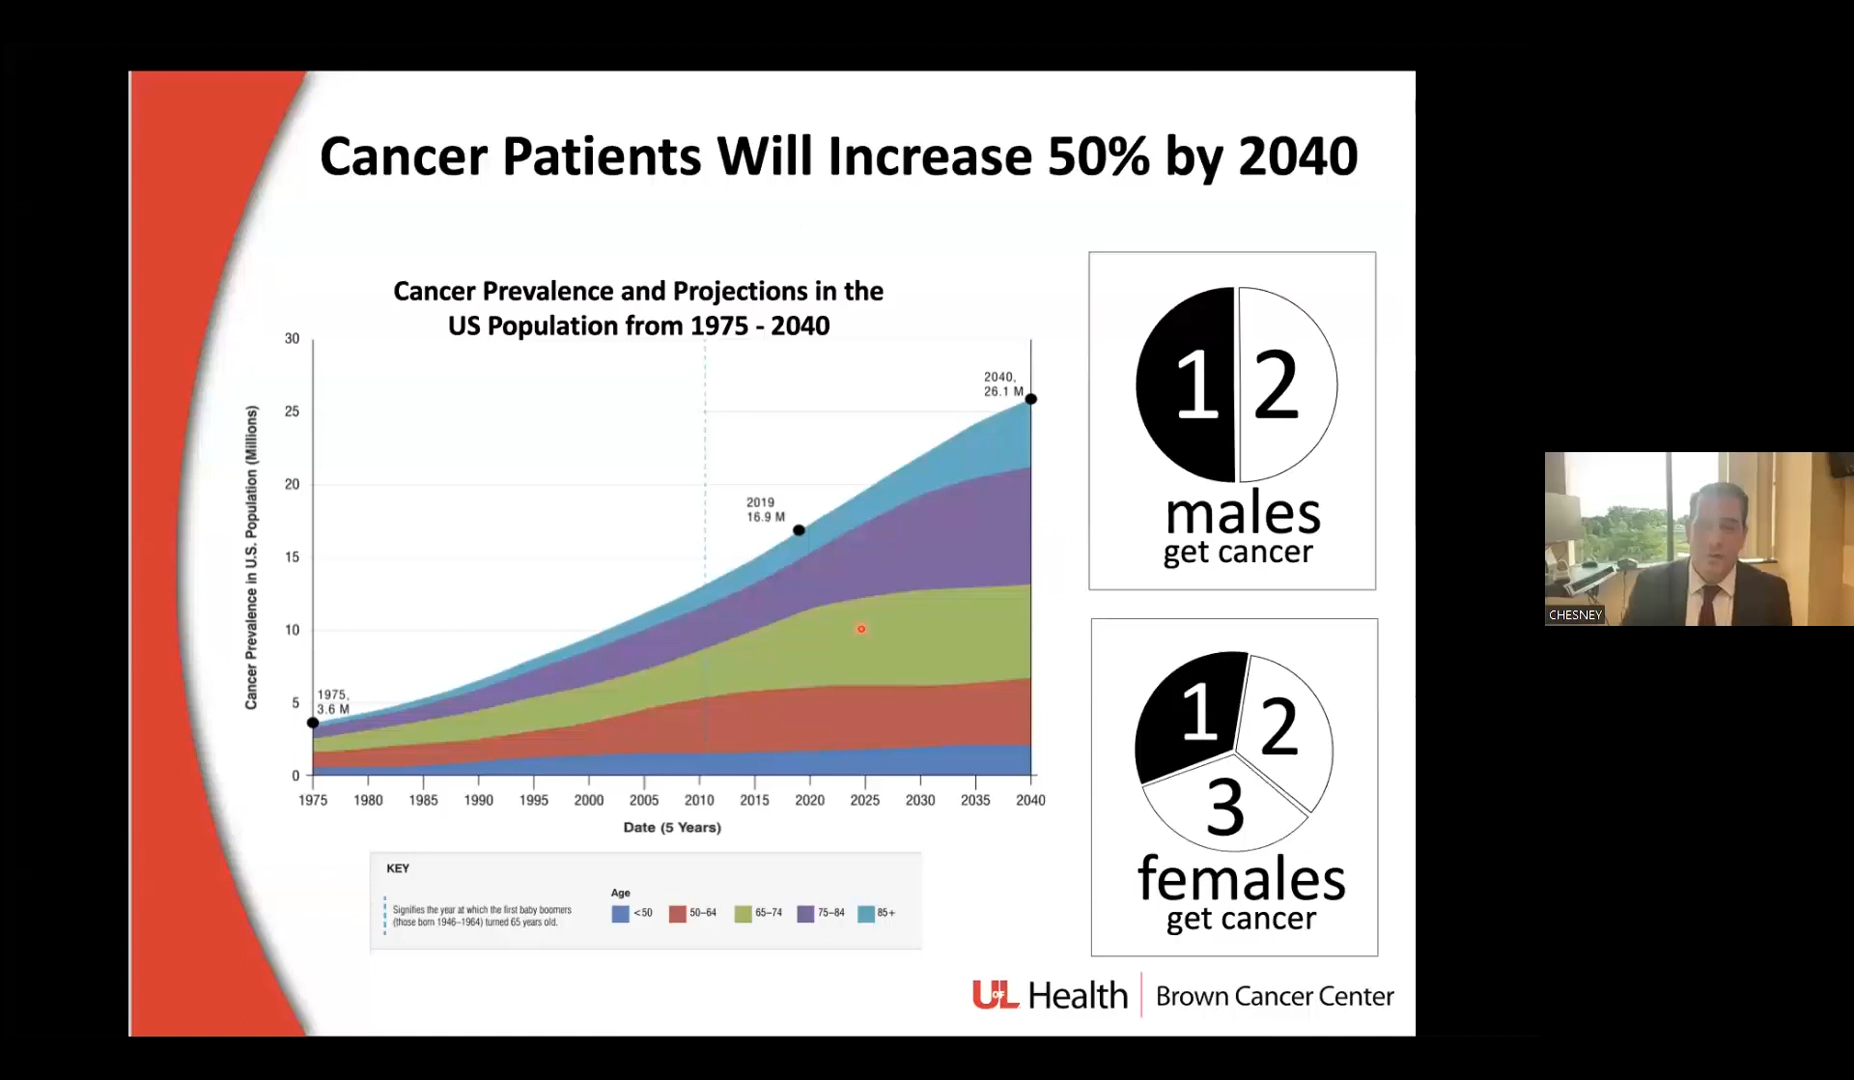 Cancer Patients Will Increase 50% by 2040
Cancer Prevalence and Projections in the
US Population from 1975 - 2040
Cancer Prevalence in U.S. Population (Millions)
30
25
20
15
10
5
0
1975,
3.6 M
2019
16.9 M
2040,
26.1 M
1975 1980 1985 1990 1995 2000 2005 2010 2015 2020 2025 2030 2035 2040
Date (5 Years)
KEY
Signifies the year at which the first baby boomers
(those born 1946–1964) turned 65 years old.
Age
<50 50–64 65–74 75–84 85+
1 2
males
get cancer
1 2
3
females
get cancer
UofL Health | Brown Cancer Center
CHESNEY